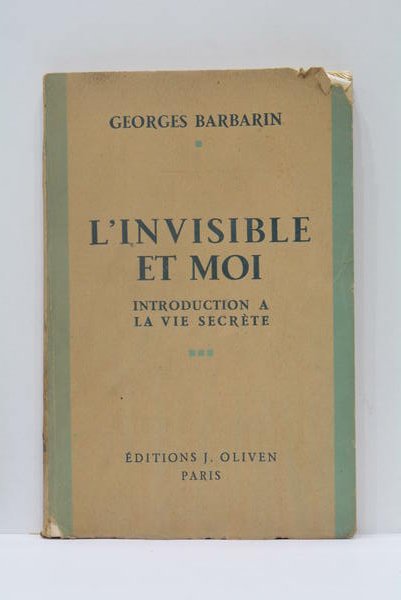 GEORGES BARBARIN
L'INVISIBLE
ET MOI
INTRODUCTION A
LA VIE SECRÈTE
ÉDITIONS J. OLIVEN
PARIS